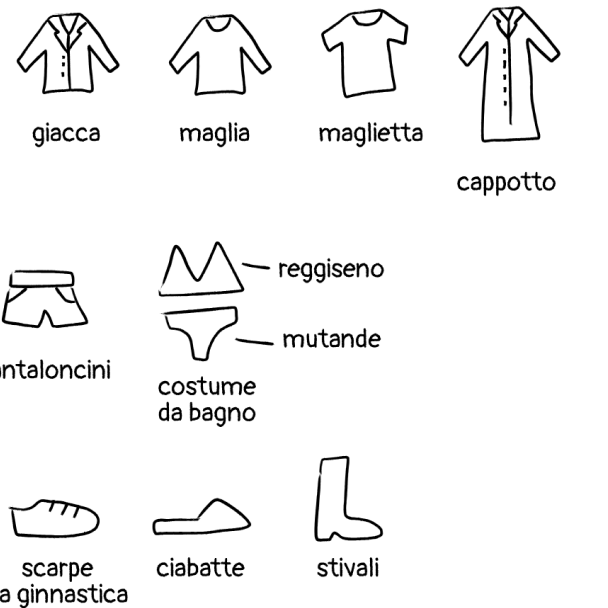 giacca
maglia
maglietta
cappotto
reggiseno
mutande
ntaloncini
costume
da bagno
scarpe
a ginnastica
ciabatte
stivali